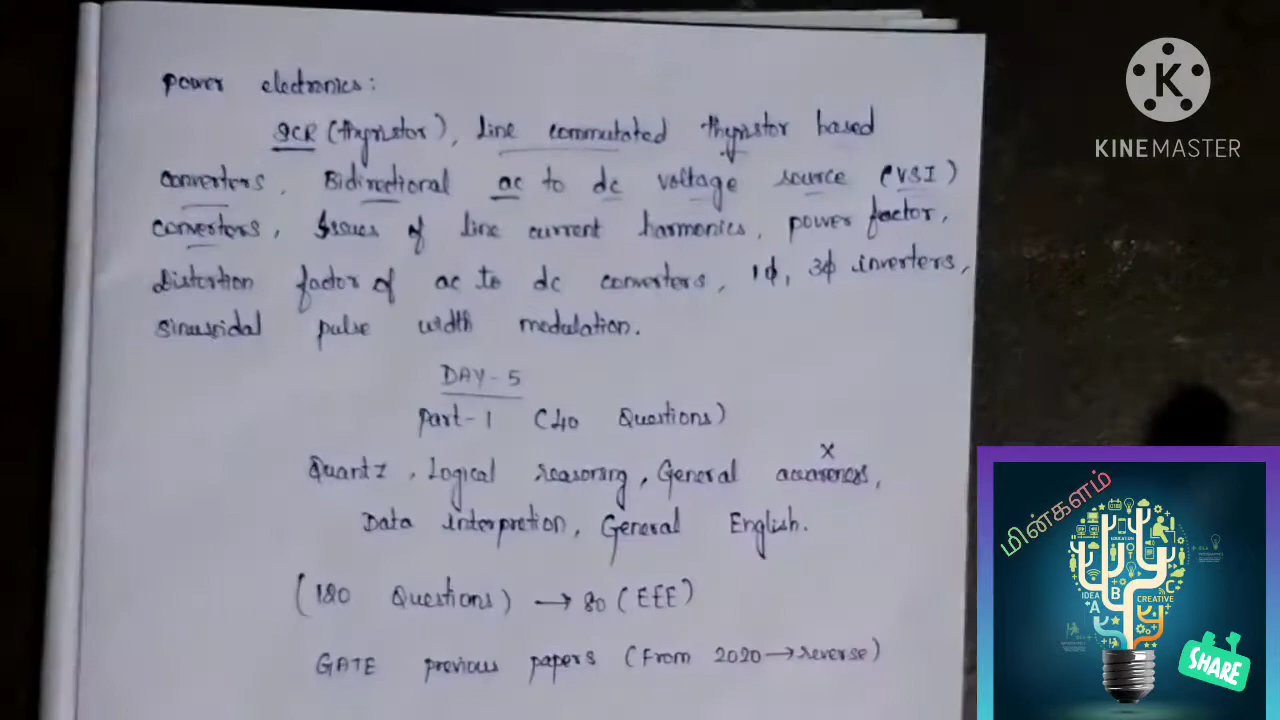 Power electronics:
SCR (thyristor), line commutated thyristor based
converters, Bidirectional ac to dc voltage source (VSI)
converters, Issues of line current harmonics, power factor,
Distortion factor of ac to dc converters, 1ϕ, 3ϕ inverters,
sinusoidal pulse width modulation.
DAY-5
Part-1 (40 Questions)
X
Quantz, Logical reasoning, General awareness,
Data interpretion, General English.
(120 Questions) → 80 (EEE)
GATE previous papers (From 2020 → reverse)
K
KINEMASTER
மின்களம்
EDUCATION
IDEA
A
B
C
CREATIVE
SHARE